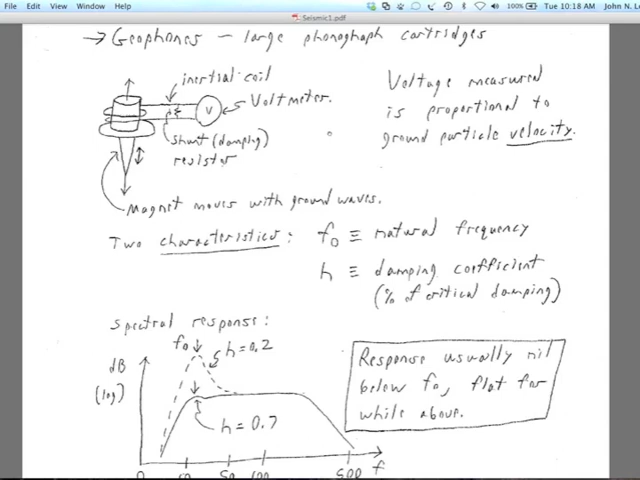 File Edit View Window Help
100% Tue 10:18 AM John N. Lo
Seismic1.pdf
→ Geophones – large phonograph cartridges
inertial coil
V
Voltmeter.
shunt (damping)
resistor
Voltage measured
is proportional to
ground particle velocity.
Magnet moves with ground waves.
Two characteristics: f₀ ≡ natural frequency
h ≡ damping coefficient
(% of critical damping)
spectral response:
f₀
h=0.2
dB
(log)
h=0.7
0 10 50 100 500 f
Response usually nil
below f₀, flat for
while above.